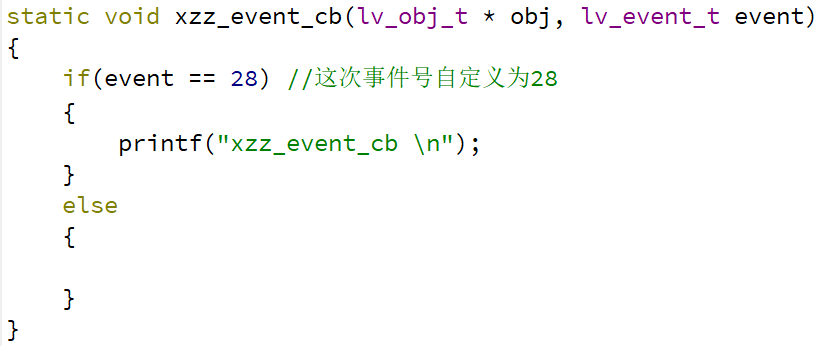 static void xzz_event_cb(lv_obj_t * obj, lv_event_t event)
{
    if(event == 28) //这次事件号自定义为28
    {
        printf("xzz_event_cb \n");
    }
    else
    {
    }
}